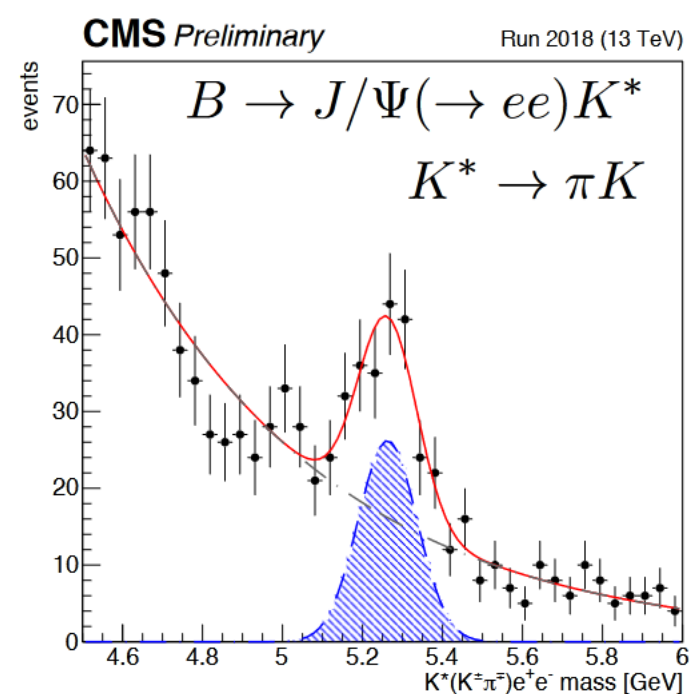 CMS Preliminary Run 2018 (13 TeV)
events
B → J/Ψ(→ ee)K*
K* → πK
70
60
50
40
30
20
10
0
4.6 4.8 5 5.2 5.4 5.6 5.8 6
K*(K±π∓)e⁺e⁻ mass [GeV]